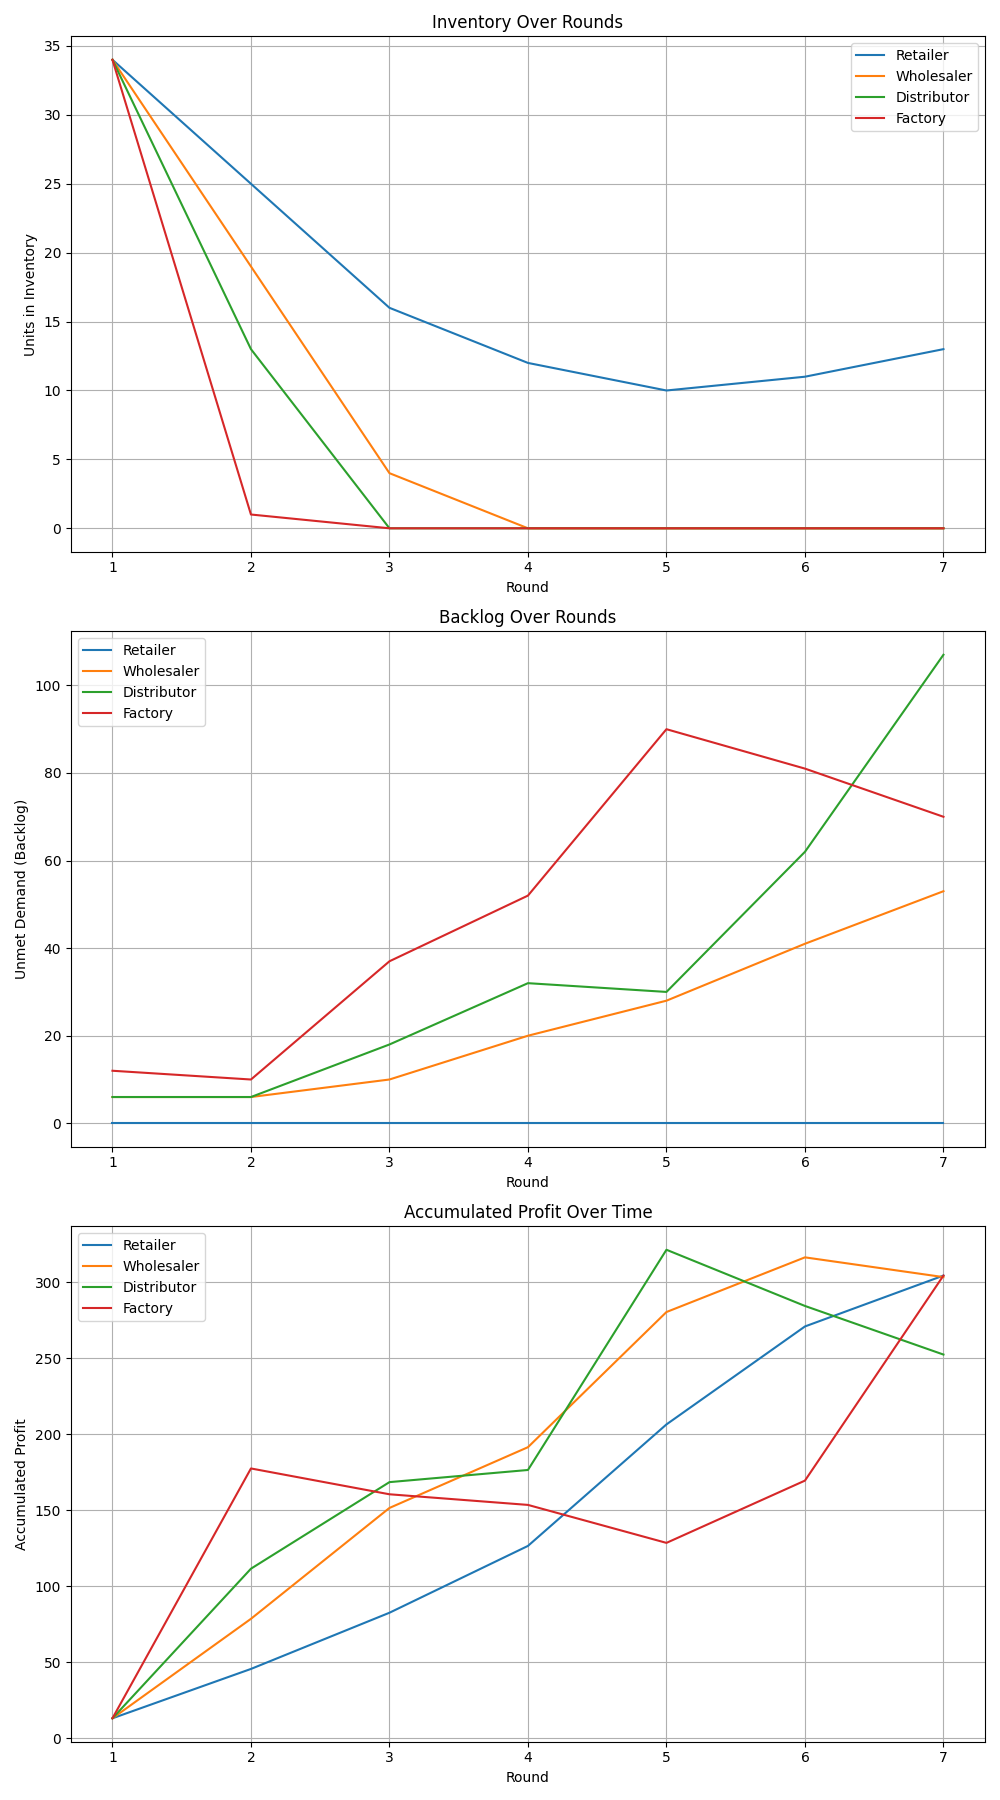 Inventory Over Rounds
Retailer
Wholesaler
Distributor
Factory
Units in Inventory
35
30
25
20
15
10
5
0
1 2 3 4 5 6 7
Round
Backlog Over Rounds
Retailer
Wholesaler
Distributor
Factory
Unmet Demand (Backlog)
100
80
60
40
20
0
1 2 3 4 5 6 7
Round
Accumulated Profit Over Time
Retailer
Wholesaler
Distributor
Factory
Accumulated Profit
300
250
200
150
100
50
0
1 2 3 4 5 6 7
Round